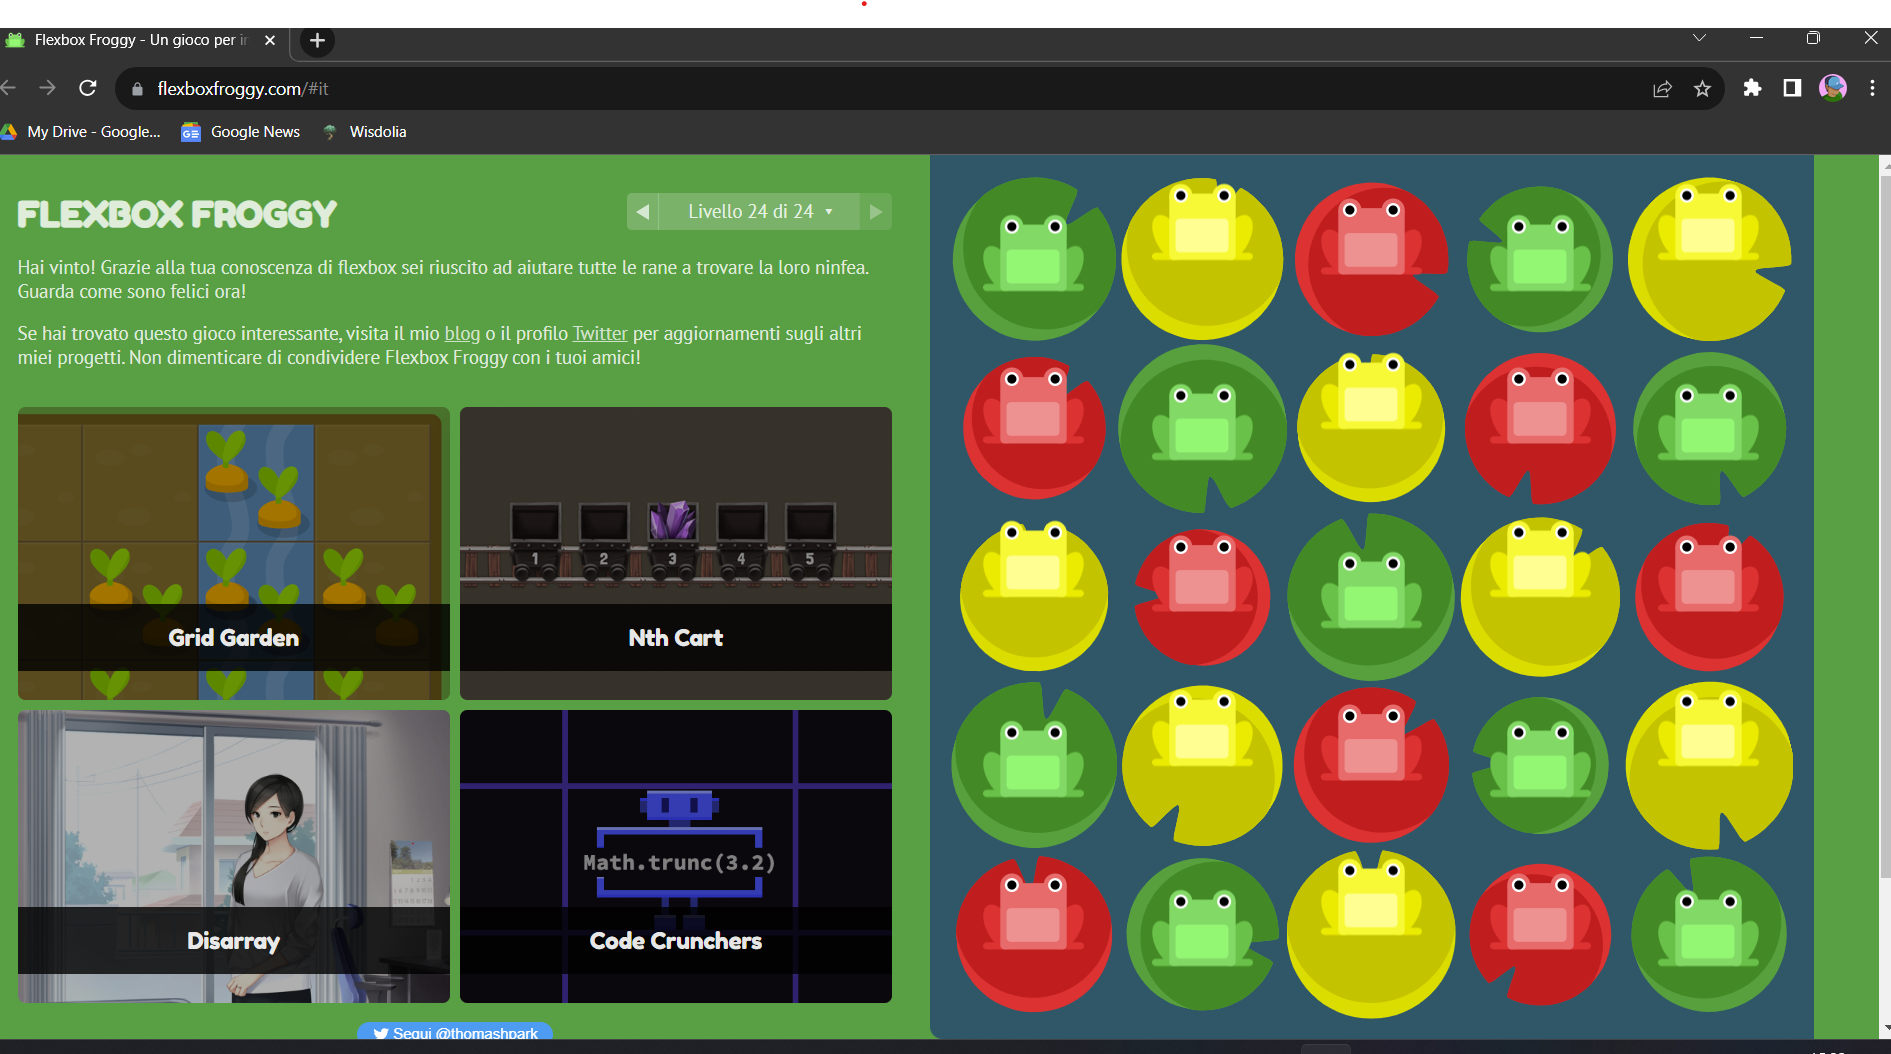 Flexbox Froggy - Un gioco per i
flexboxfroggy.com/#it
My Drive - Google...
Google News
Wisdolia
FLEXBOX FROGGY
Livello 24 di 24
Hai vinto! Grazie alla tua conoscenza di flexbox sei riuscito ad aiutare tutte le rane a trovare la loro ninfea.
Guarda come sono felici ora!
Se hai trovato questo gioco interessante, visita il mio blog o il profilo Twitter per aggiornamenti sugli altri
miei progetti. Non dimenticare di condividere Flexbox Froggy con i tuoi amici!
1 2 3 4 5
Grid Garden
Nth Cart
Math.trunc(3.2)
Disarray
Code Crunchers
Segui @thomashpark